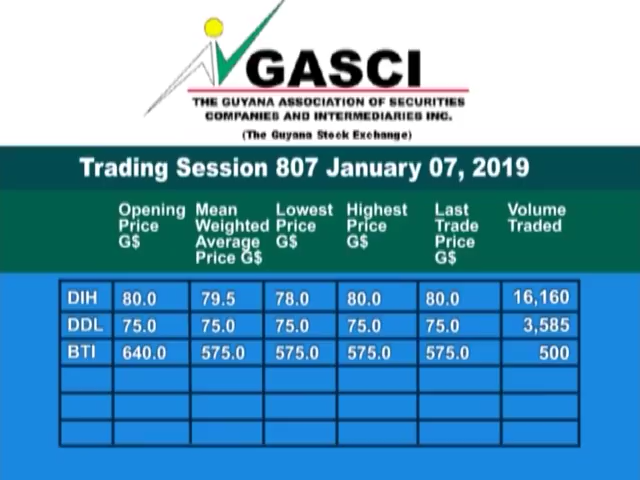 GASCI
THE GUYANA ASSOCIATION OF SECURITIES
COMPANIES AND INTERMEDIARIES INC.
(The Guyana Stock Exchange)
Trading Session 807 January 07, 2019
Opening Price G$ Mean Weighted Average Price G$ Lowest Price G$ Highest Price G$ Last Trade Price G$ Volume Traded
DIH 80.0 79.5 78.0 80.0 80.0 16,160
DDL 75.0 75.0 75.0 75.0 75.0 3,585
BTI 640.0 575.0 575.0 575.0 575.0 500